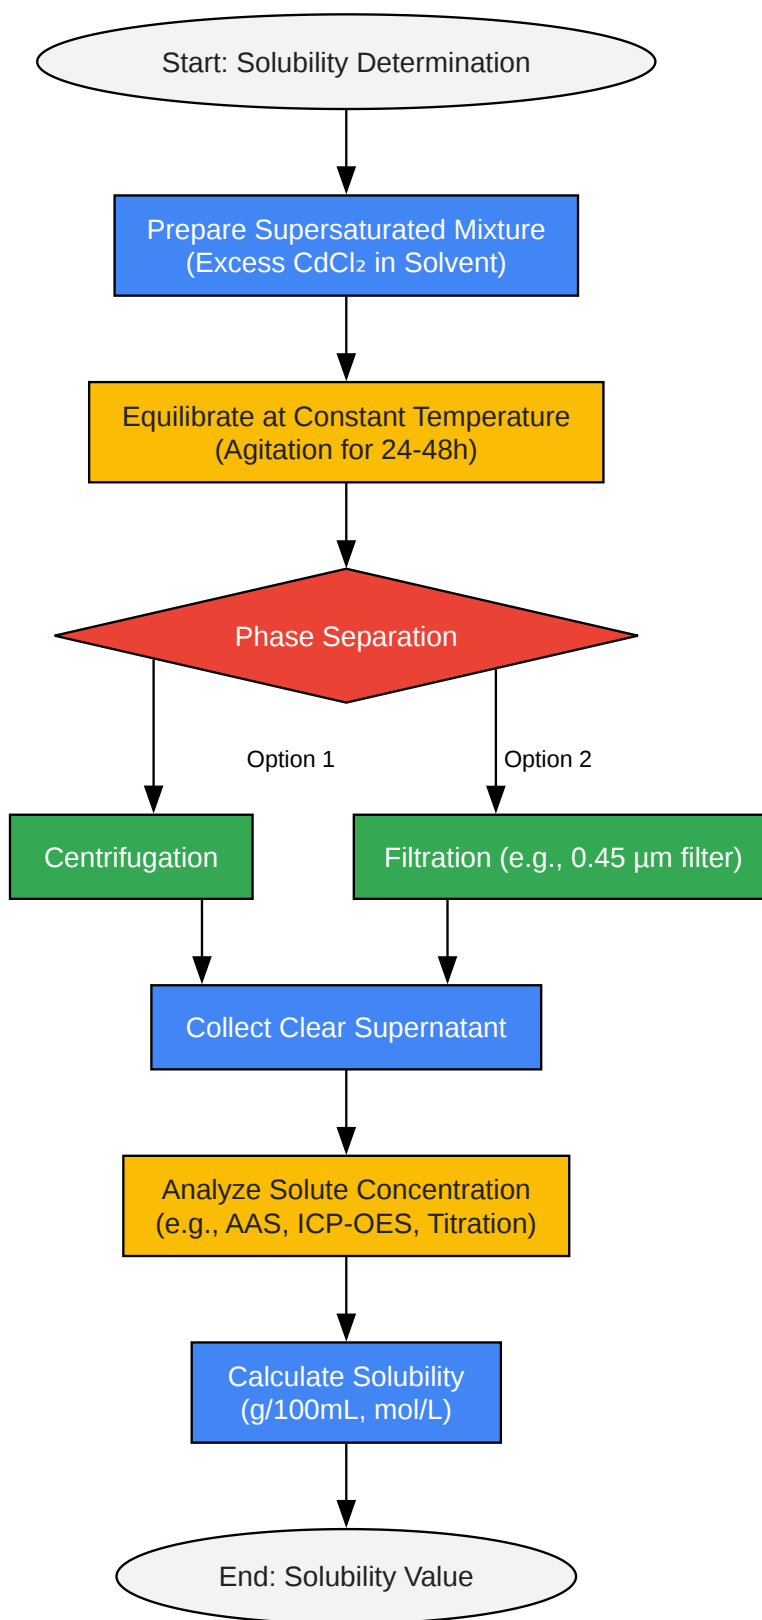 Start: Solubility Determination
Prepare Supersaturated Mixture
(Excess CdCl₂ in Solvent)
Equilibrate at Constant Temperature
(Agitation for 24-48h)
Phase Separation
Option 1
Option 2
Centrifugation
Filtration (e.g., 0.45 µm filter)
Collect Clear Supernatant
Analyze Solute Concentration
(e.g., AAS, ICP-OES, Titration)
Calculate Solubility
(g/100mL, mol/L)
End: Solubility Value